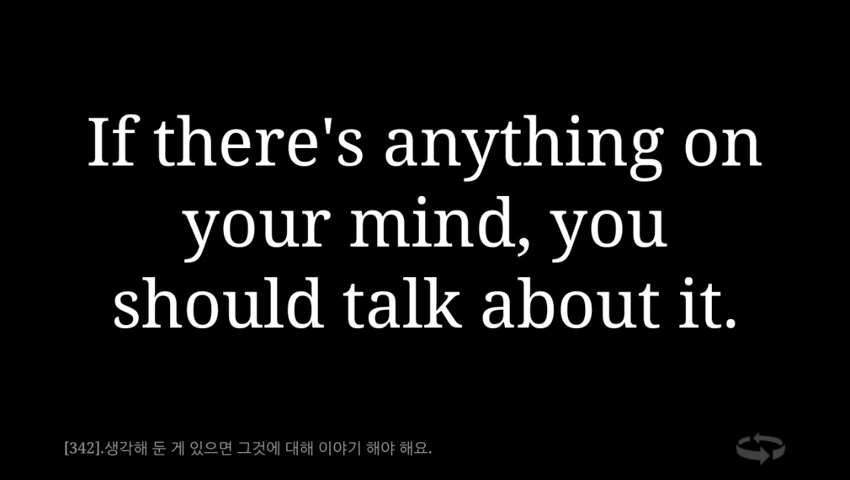 If there's anything on
your mind, you
should talk about it.
[342].생각해 둔 게 있으면 그것에 대해 이야기 해야 해요.